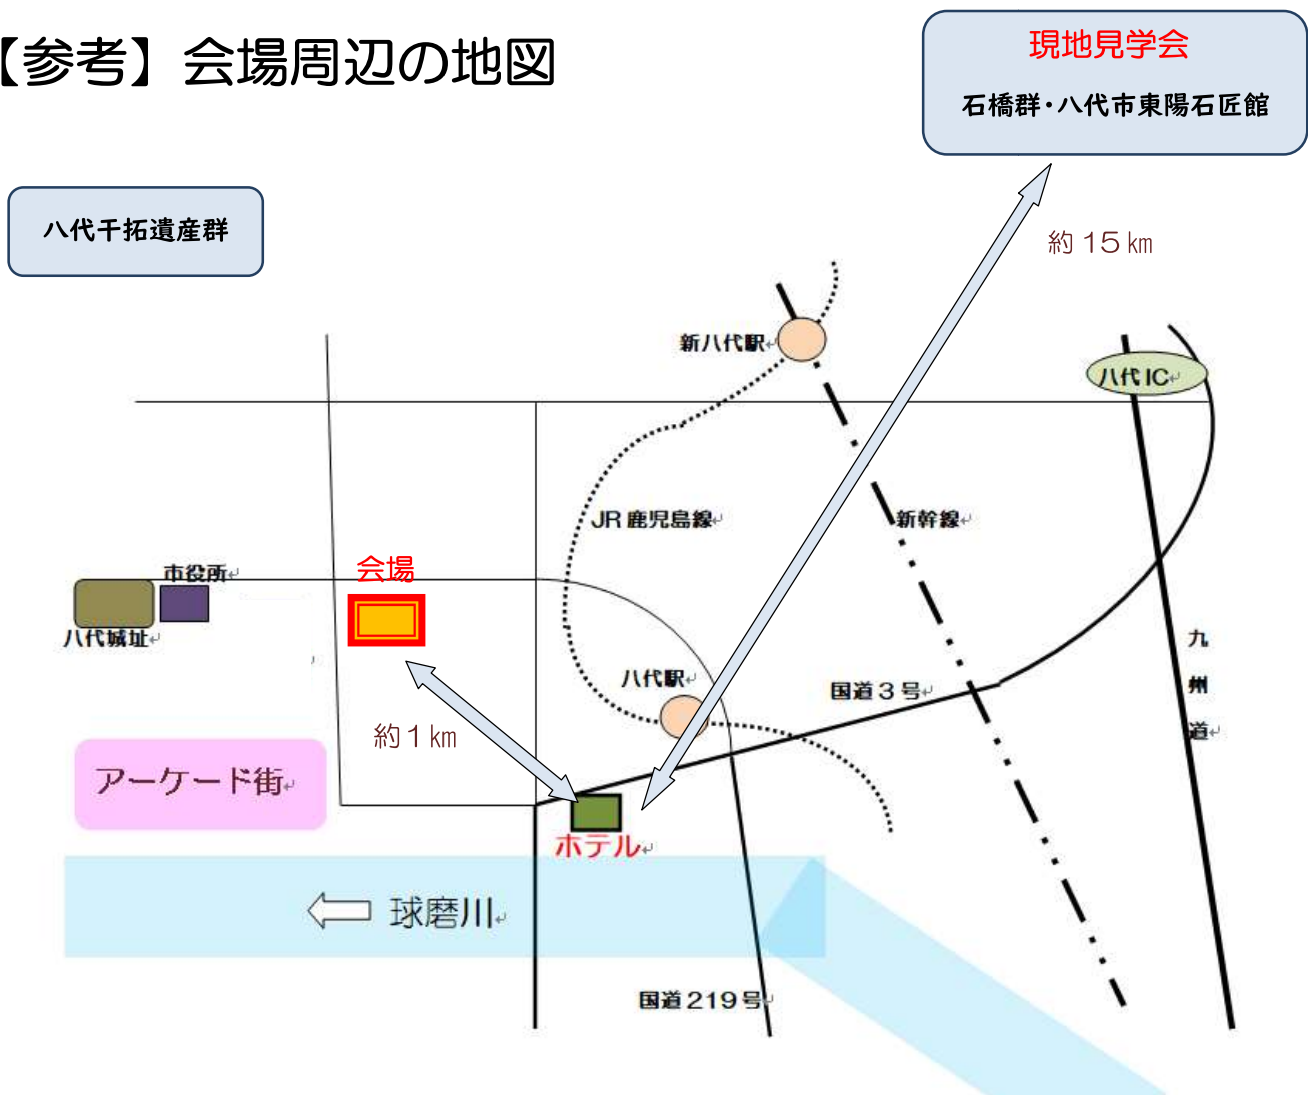 【参考】会場周辺の地図
現地見学会
石橋群・八代市東陽石匠館
八代干拓遺産群
約15km
新八代駅
八代IC
JR鹿児島線
新幹線
会場
市役所
八代城址
九州道
八代駅
国道3号
約1km
アーケード街
ホテル
球磨川
国道219号